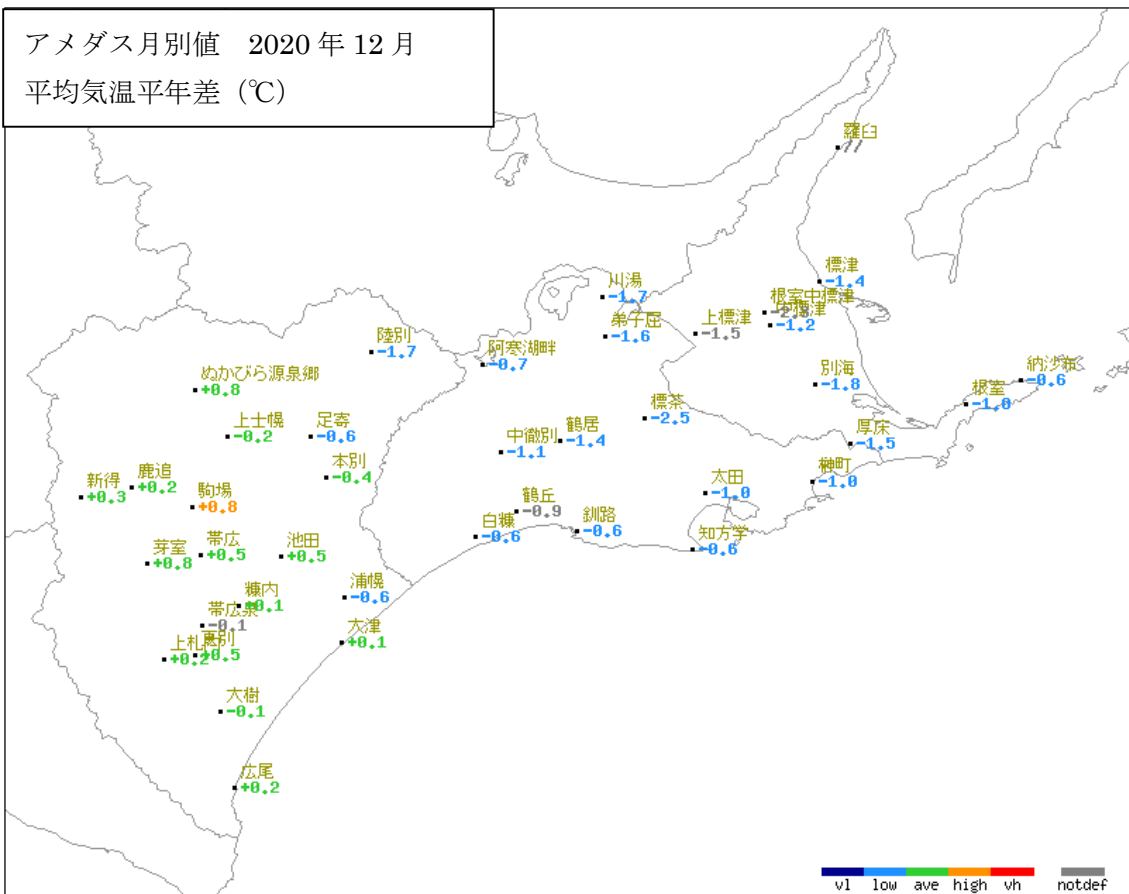 アメダス月別値　2020年12月
平均気温平年差（℃）
羅臼
//
標津
-1.4
川湯
-1.7
根室中標津
中標津
-1.2
上標津
-1.5
弟子屈
-1.6
陸別
-1.7
阿寒湖畔
-0.7
ぬかびら源泉郷
+0.8
別海
-1.8
納沙布
-0.6
根室
-1.0
標茶
-2.5
上士幌
-0.2
足寄
-0.6
鶴居
-1.4
中徹別
-1.1
厚床
-1.5
本別
-0.4
榊町
-1.0
新得
+0.3
鹿追
+0.2
駒場
+0.8
太田
-1.0
鶴丘
-0.9
白糠
-0.6
釧路
-0.6
知方学
-0.6
芽室
+0.8
帯広
+0.5
池田
+0.5
浦幌
-0.6
糠内
+0.1
帯広泉
-0.1
大津
+0.1
上札内
+0.2
更別
+0.5
大樹
-0.1
広尾
+0.2
vl low ave high vh notdef